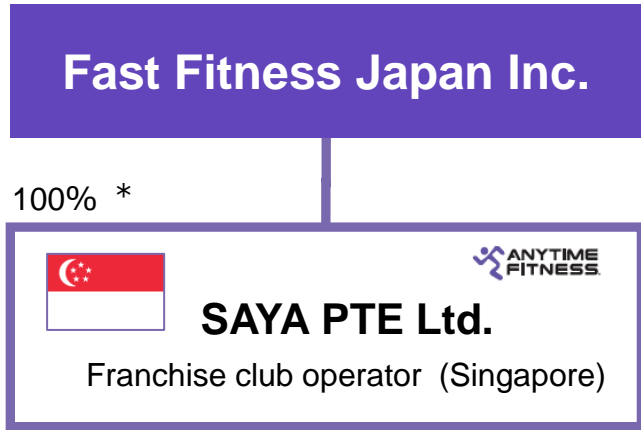 Fast Fitness Japan Inc.
100% *
ANYTIME
FITNESS.
SAYA PTE Ltd.
Franchise club operator (Singapore)